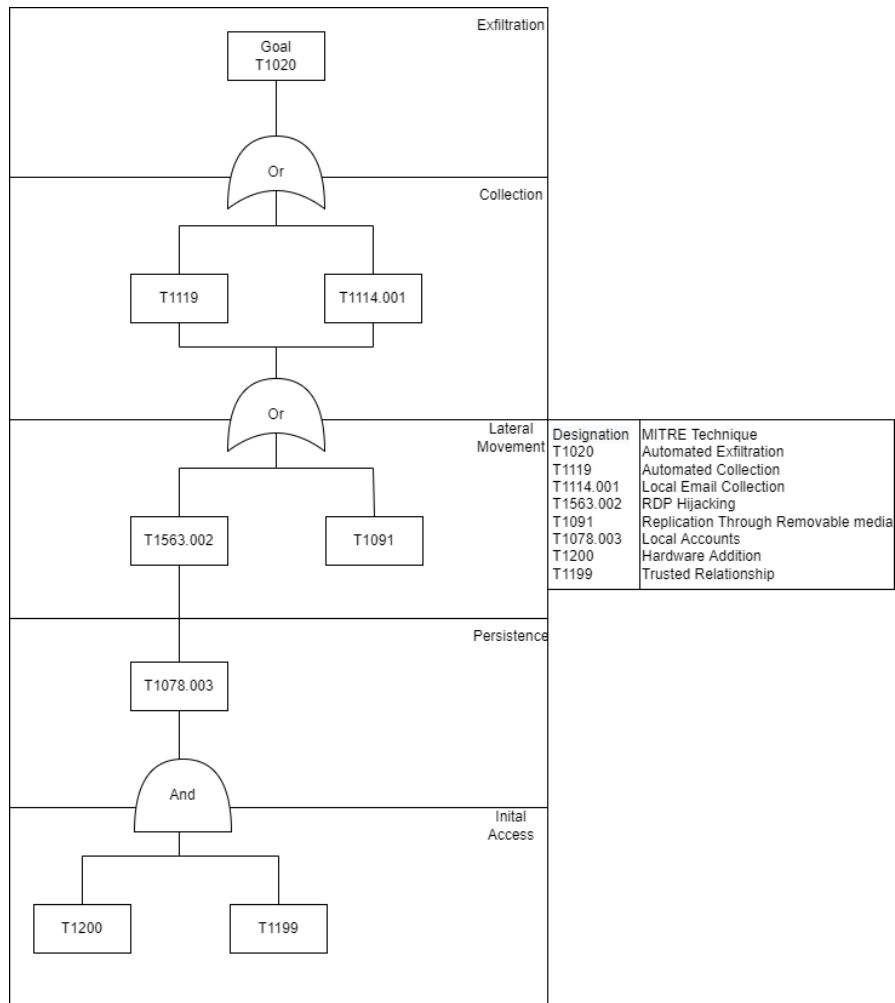 Exfiltration
Goal
T1020
Or
Collection
T1119
T1114.001
Or
Lateral
Movement
T1563.002
T1091
Designation MITRE Technique
T1020 Automated Exfiltration
T1119 Automated Collection
T1114.001 Local Email Collection
T1563.002 RDP Hijacking
T1091 Replication Through Removable media
T1078.003 Local Accounts
T1200 Hardware Addition
T1199 Trusted Relationship
Persistence
T1078.003
And
Inital
Access
T1200
T1199